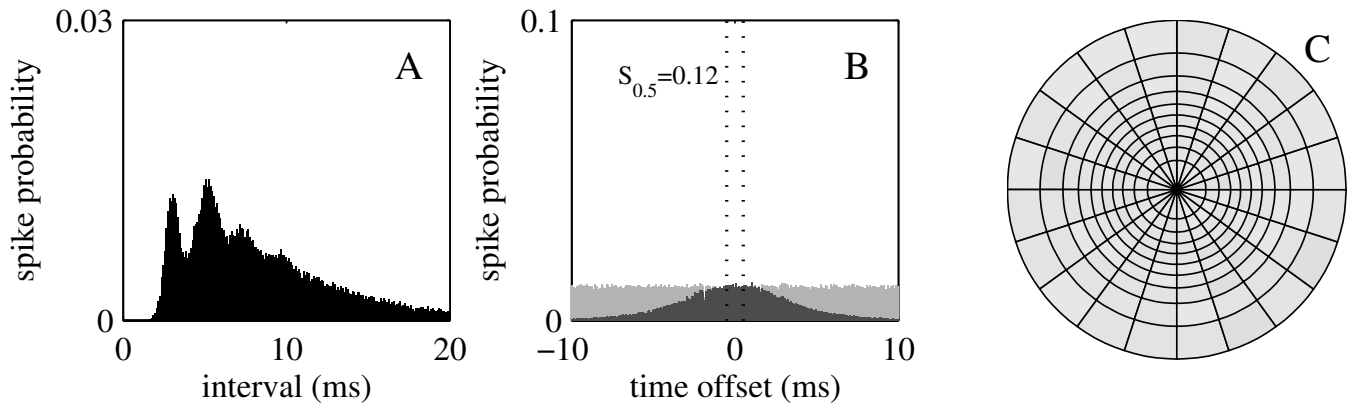 0.03
spike probability
0
0
10
20
interval (ms)
A
0.1
spike probability
0
−10
0
10
time offset (ms)
S0.5=0.12
B
C